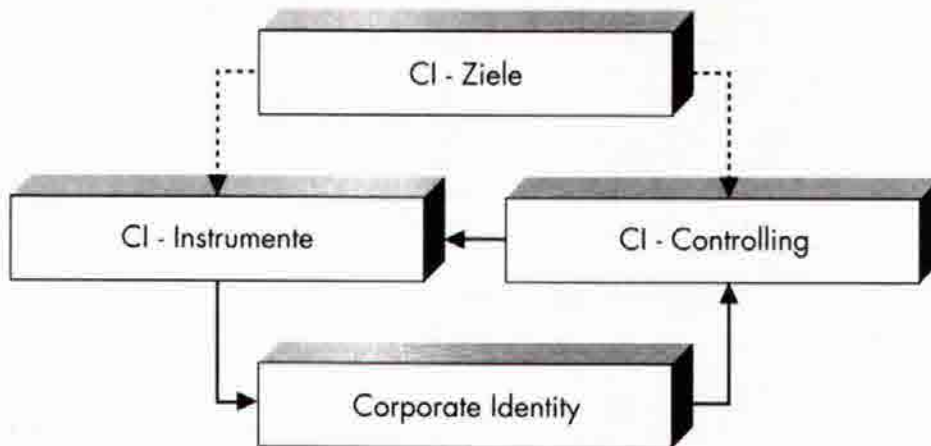 CI - Ziele
CI - Instrumente
CI - Controlling
Corporate Identity